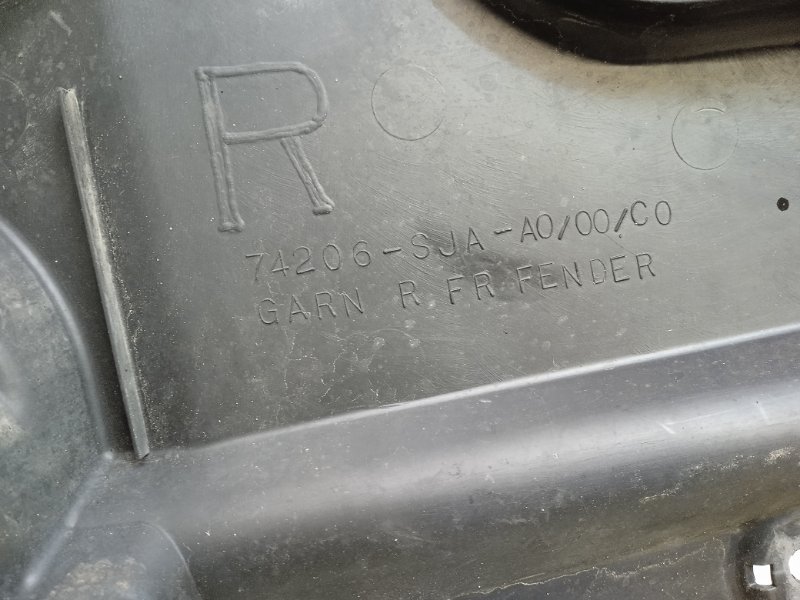 R
74206-SJA-A0/00/C0
GARN R FR FENDER